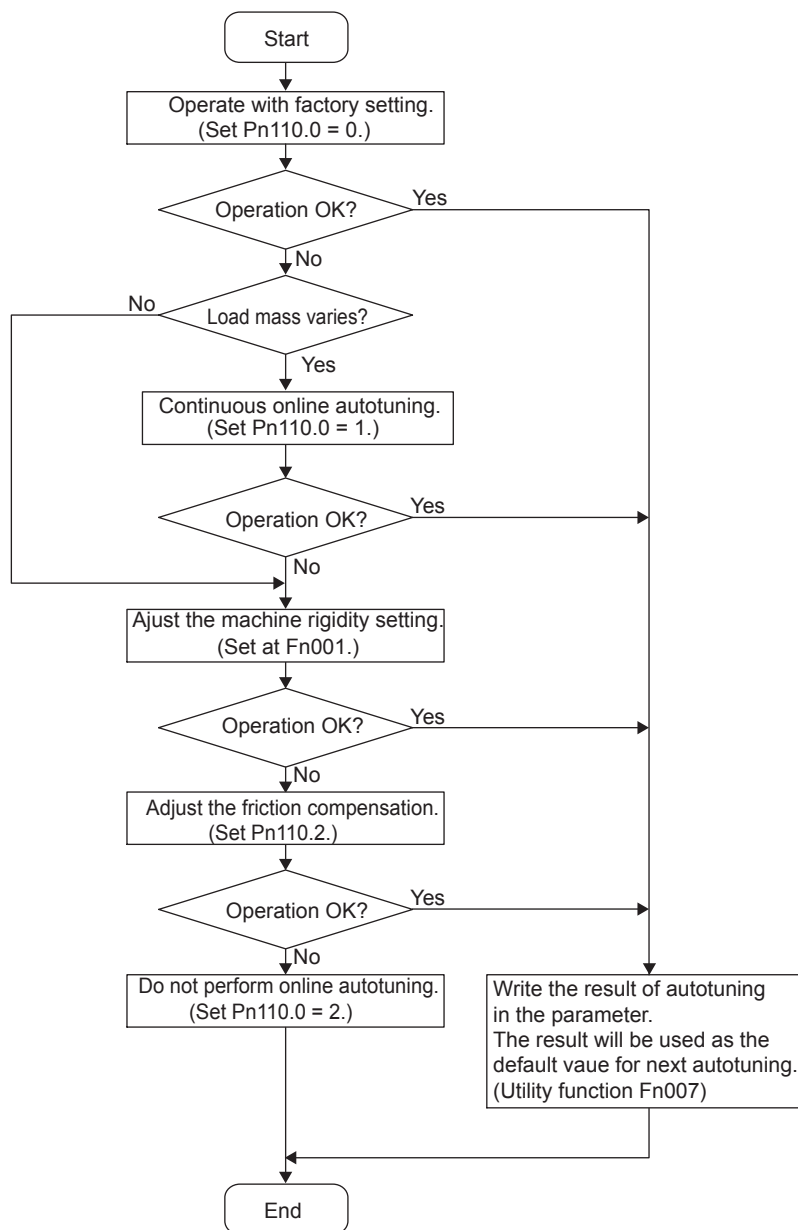 Start
Operate with factory setting.
(Set Pn110.0 = 0.)
Operation OK?
Yes
No
Load mass varies?
No
Yes
Continuous online autotuning.
(Set Pn110.0 = 1.)
Operation OK?
Yes
No
Ajust the machine rigidity setting.
(Set at Fn001.)
Operation OK?
Yes
No
Adjust the friction compensation.
(Set Pn110.2.)
Operation OK?
Yes
No
Do not perform online autotuning.
(Set Pn110.0 = 2.)
Write the result of autotuning
in the parameter.
The result will be used as the
default vaue for next autotuning.
(Utility function Fn007)
End